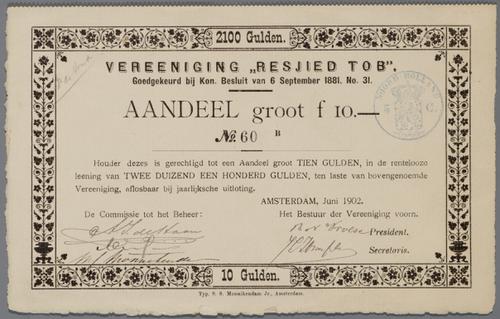 2100 Gulden.
VEREENIGING „RESJIED TOB".
Goedgekeurd bij Kon. Besluit van 6 September 1881. No. 31.
AANDEEL groot f 10.—
No. 60 B
Houder dezes is gerechtigd tot een Aandeel groot TIEN GULDEN, in de rentelooze
leening van TWEE DUIZEND EEN HONDERD GULDEN, ten laste van bovengenoemde
Vereeniging, aflosbaar bij jaarlijksche uitloting.
AMSTERDAM, Juni 1902.
De Commissie tot het Beheer:
Het Bestuur der Vereeniging voorn.
President.
Secretaris.
10 Gulden.
Typ. S. S. Monnikendam Jr., Amsterdam.